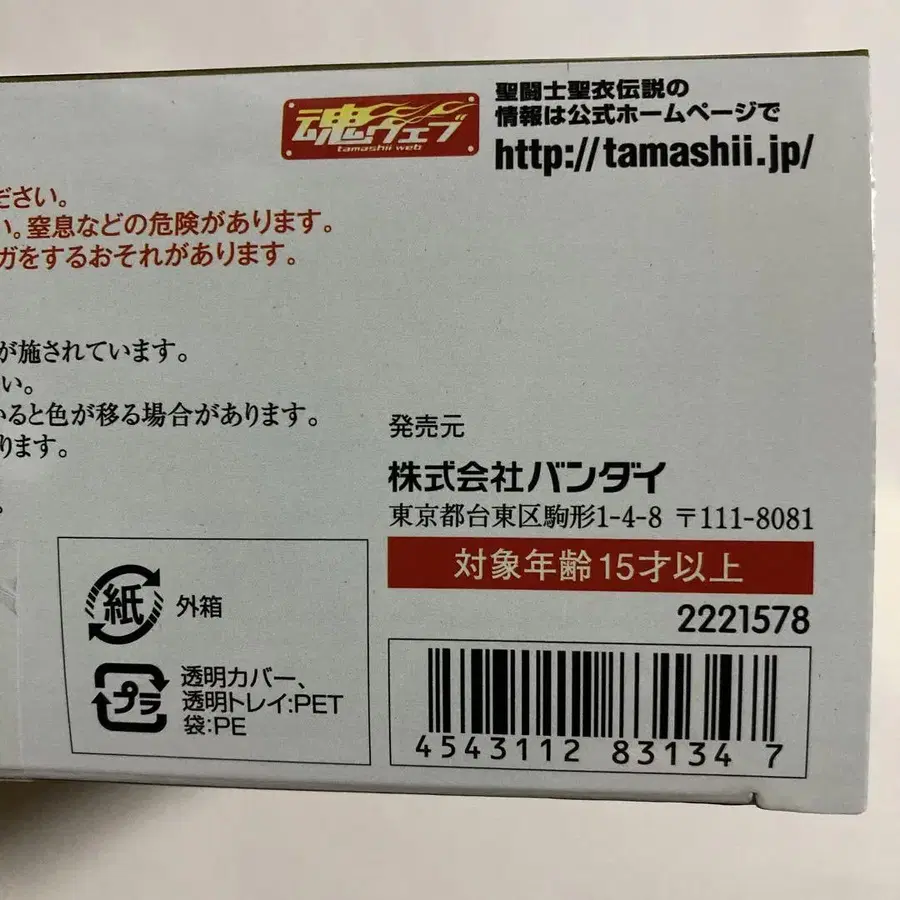 魂ウェブ
tamashii web
聖闘士聖衣伝説の
情報は公式ホームページで
http://tamashii.jp/
ださい。
い。窒息などの危険があります。
ガをするおそれがあります。
が施されています。
い。
いると色が移る場合があります。
ります。
発売元
株式会社バンダイ
東京都台東区駒形1-4-8 〒111-8081
対象年齢15才以上
2221578
紙 外箱
プラ
透明カバー、
透明トレイ:PET
袋:PE
4543112 831347